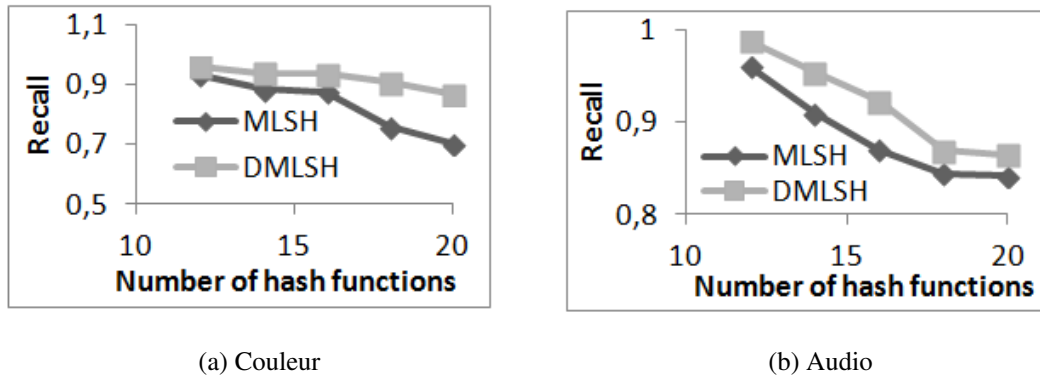 1,1
0,9
0,7
0,5
Recall
MLSH
DMLSH
10 15 20
Number of hash functions
(a) Couleur
1
0,9
0,8
Recall
MLSH
DMLSH
10 15 20
Number of hash functions
(b) Audio